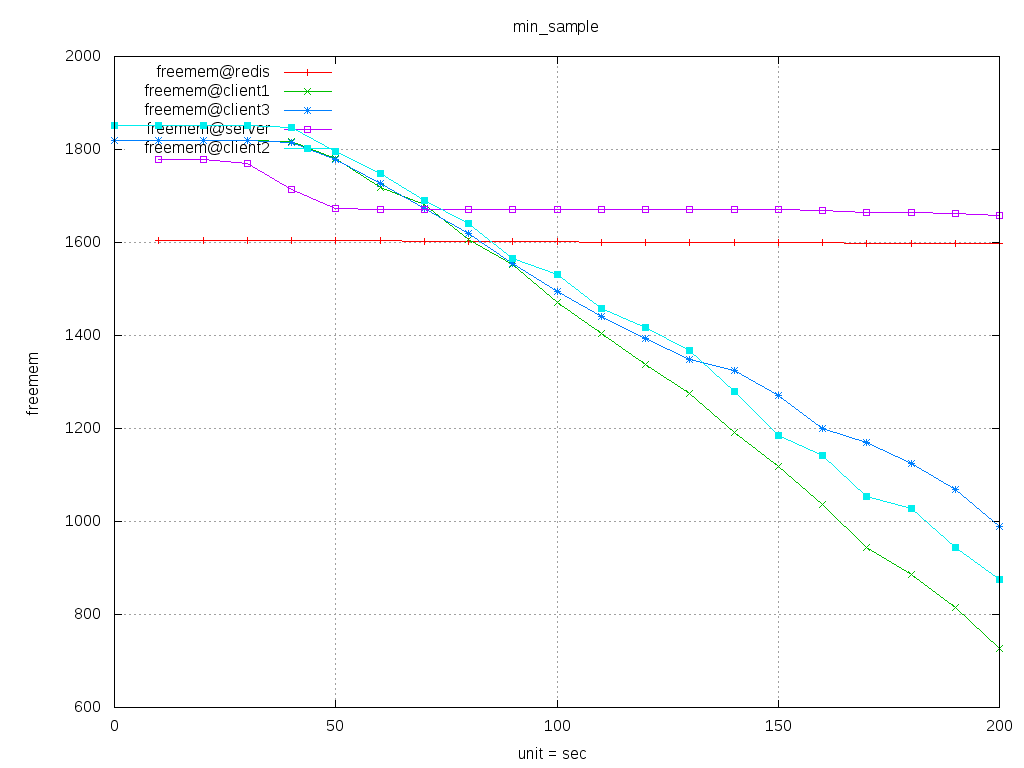 min_sample
2000
1800
1600
1400
1200
1000
800
600
freemem
freemem@redis
freemem@client1
freemem@client3
freemem@server
freemem@client2
0 50 100 150 200
unit = sec